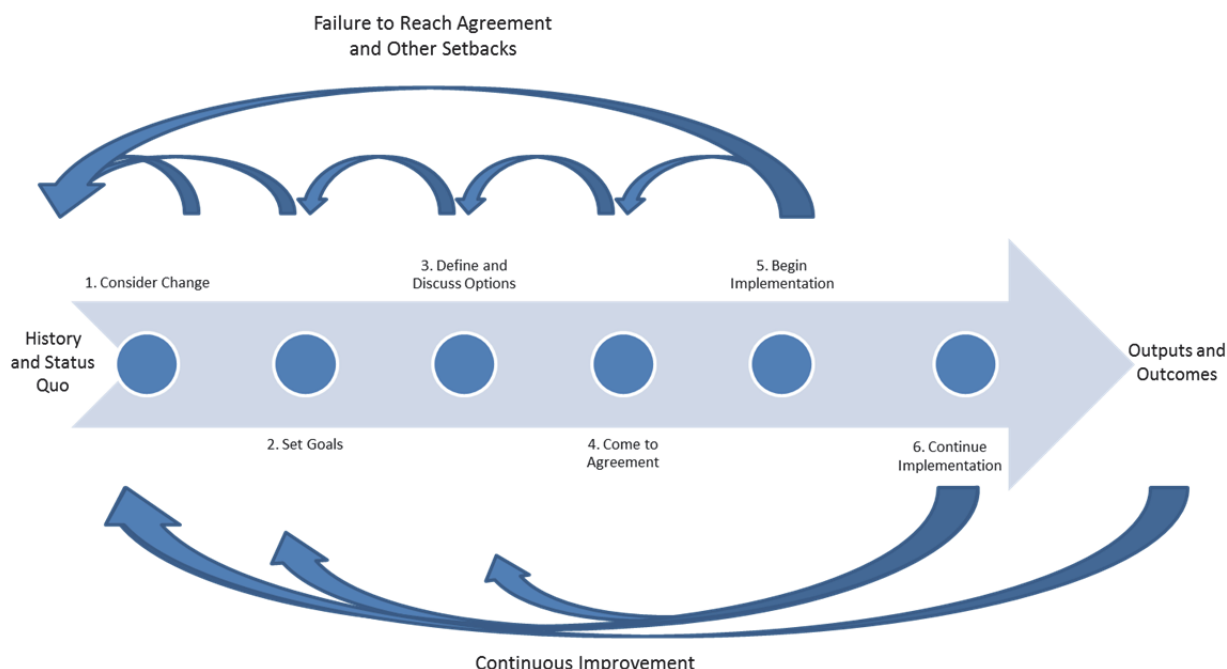 Failure to Reach Agreement
and Other Setbacks
1. Consider Change
3. Define and
Discuss Options
5. Begin
Implementation
History
and Status
Quo
Outputs and
Outcomes
2. Set Goals
4. Come to
Agreement
6. Continue
Implementation
Continuous Improvement